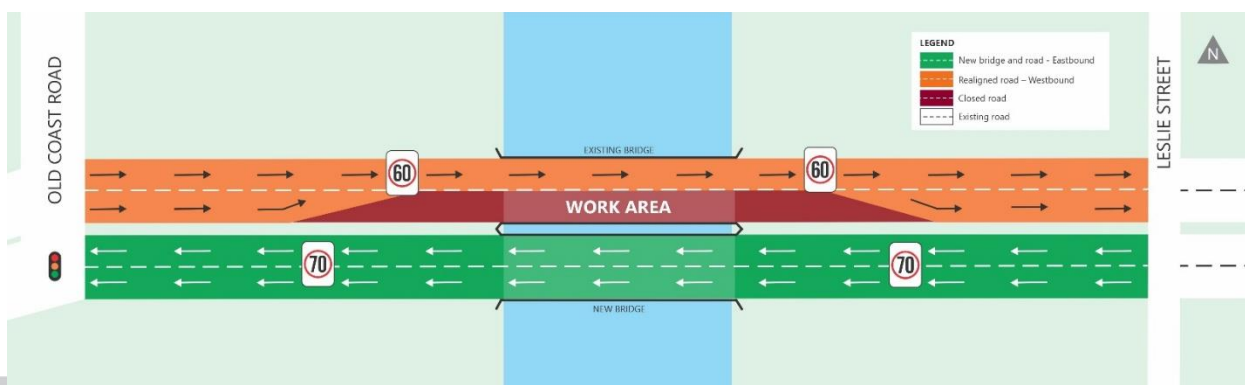 OLD COAST ROAD
60
70
EXISTING BRIDGE
WORK AREA
NEW BRIDGE
60
70
LEGEND
New bridge and road - Eastbound
Realigned road – Westbound
Closed road
Existing road
LESLIE STREET
N